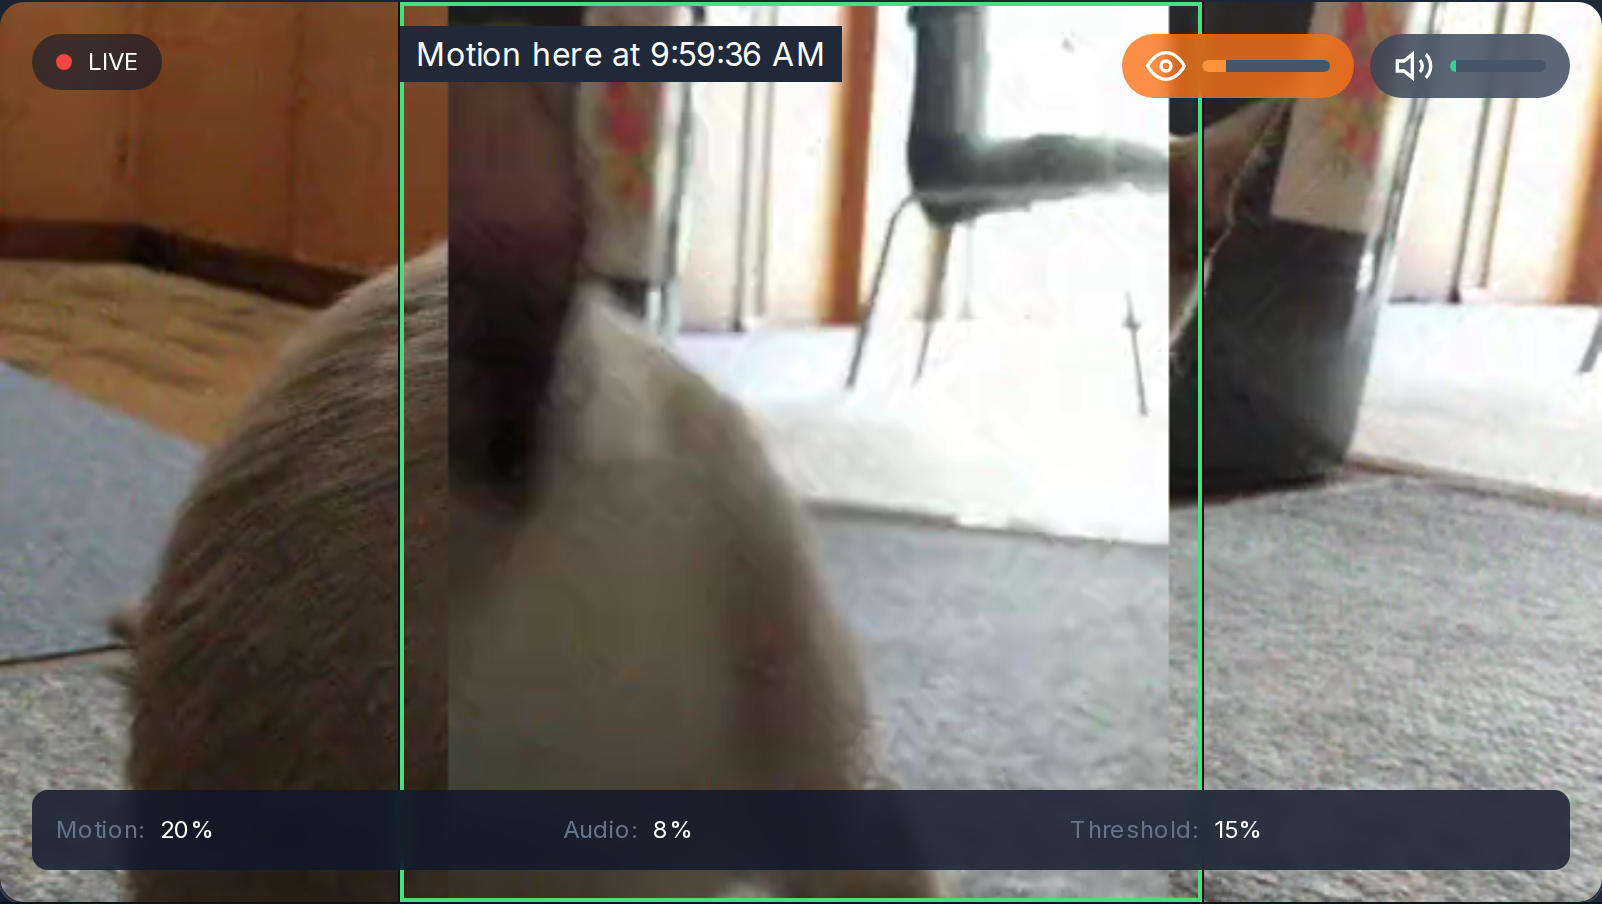 LIVE
Motion here at 9:59:36 AM
Motion: 20%
Audio: 8%
Threshold: 15%